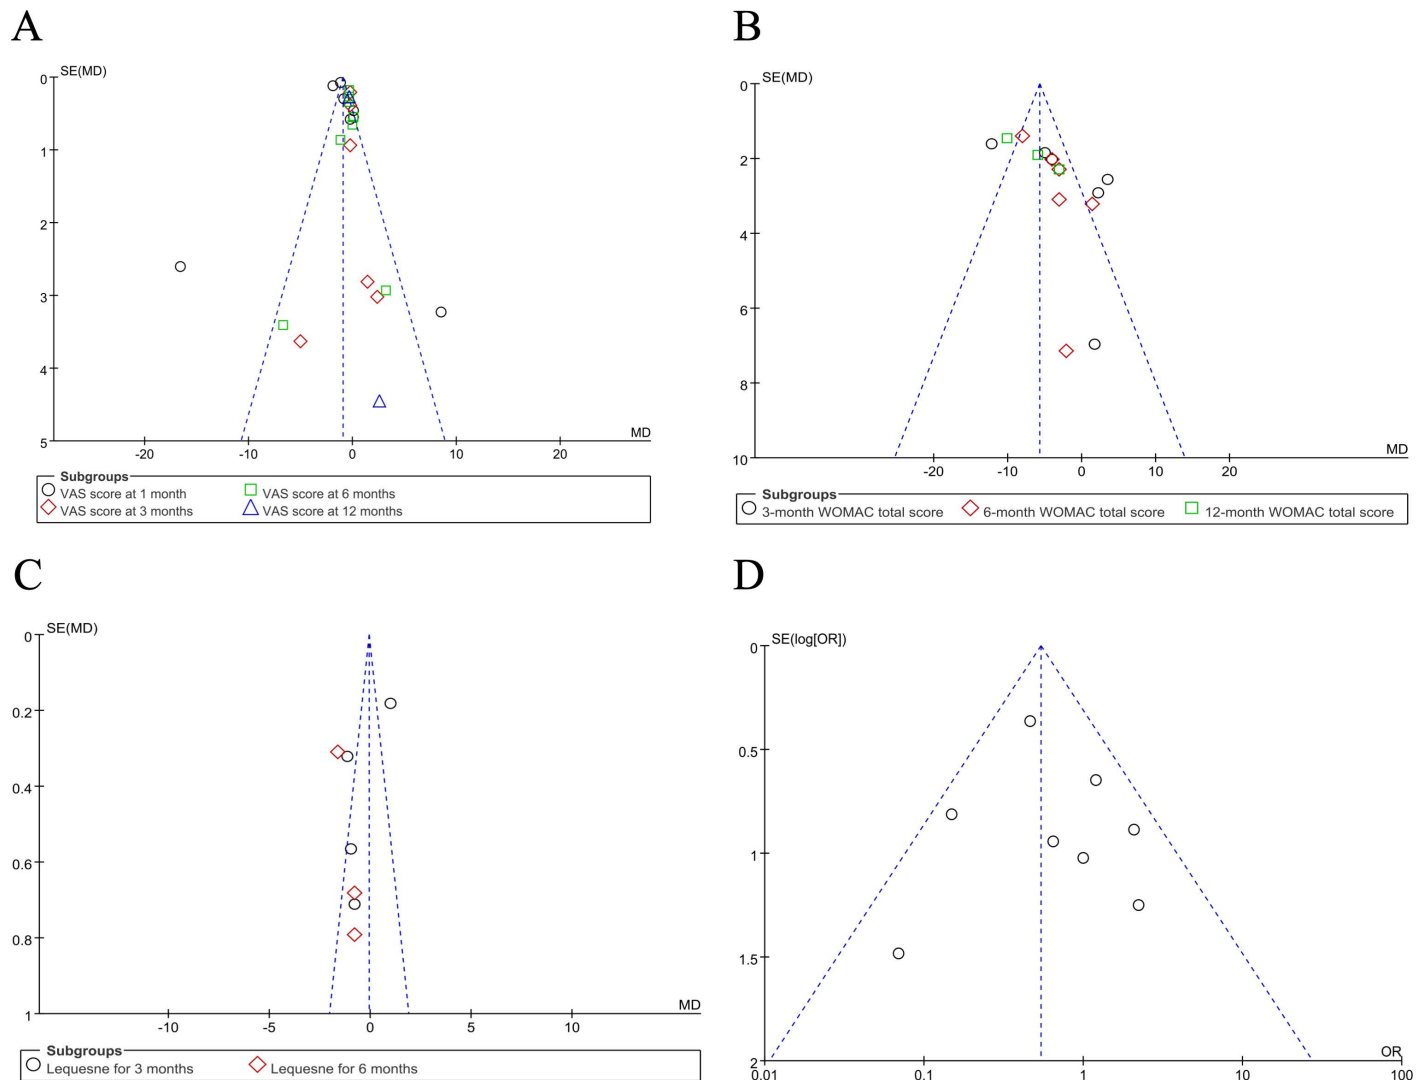 A
SE(MD)
0
1
2
3
4
5
-20
-10
0
10
20
MD
Subgroups
VAS score at 1 month
VAS score at 6 months
VAS score at 3 months
VAS score at 12 months
B
SE(MD)
0
2
4
6
8
10
-20
-10
0
10
20
MD
Subgroups
3-month WOMAC total score
6-month WOMAC total score
12-month WOMAC total score
C
SE(MD)
0
0.2
0.4
0.6
0.8
1
-10
-5
0
5
10
MD
Subgroups
Lequesne for 3 months
Lequesne for 6 months
D
SE(log[OR])
0
0.5
1
1.5
2
0.01
0.1
1
10
100
OR